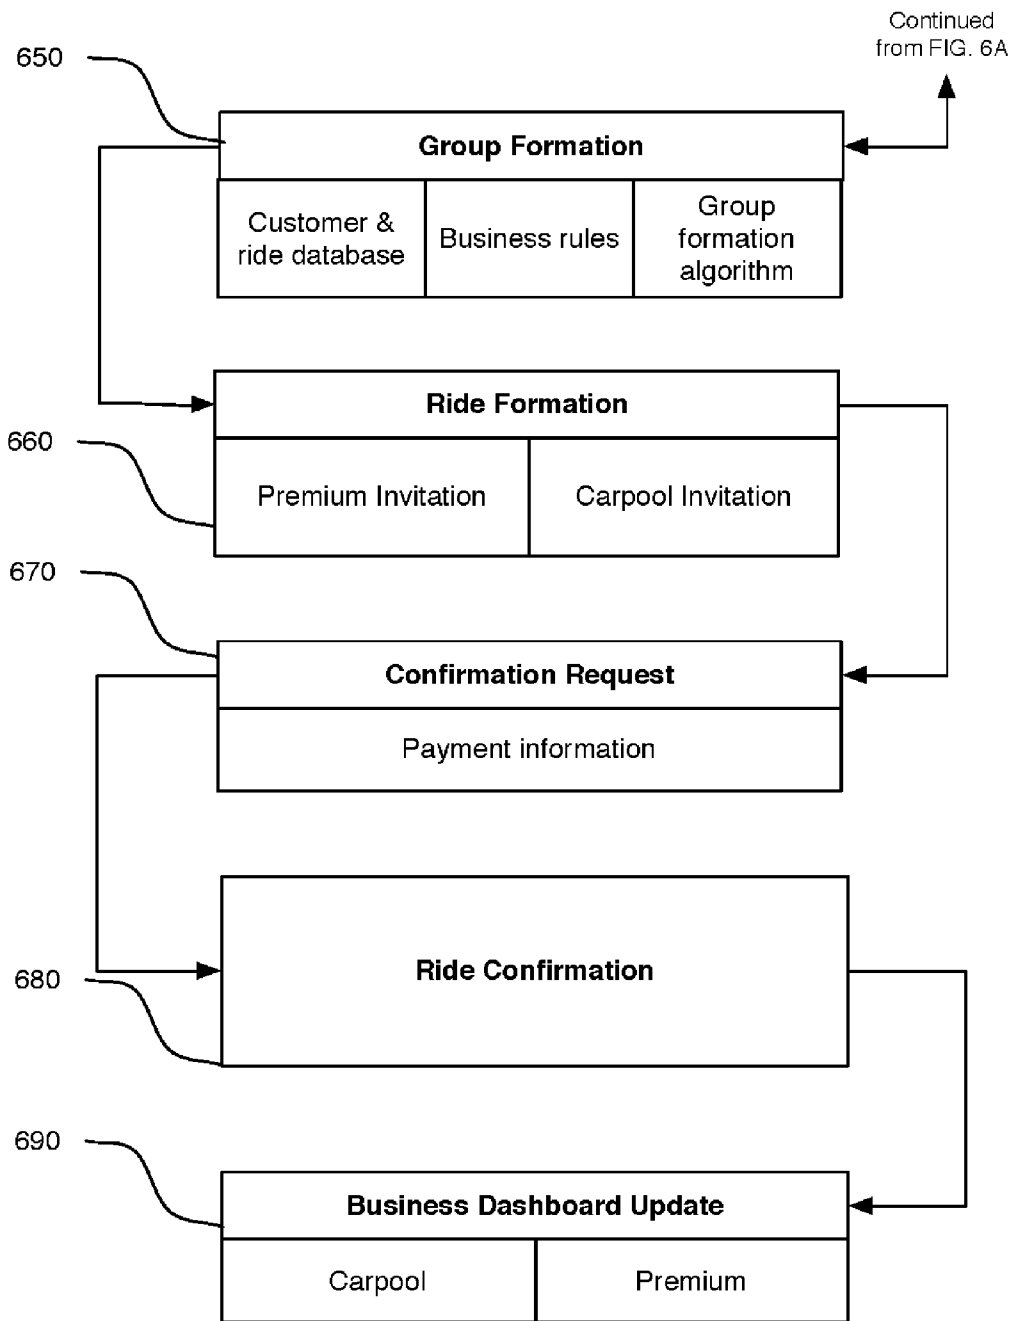 Continued
from FIG. 6A
650
Group Formation
Customer &
ride database
Business rules
Group
formation
algorithm
Ride Formation
660
Premium Invitation
Carpool Invitation
670
Confirmation Request
Payment information
Ride Confirmation
680
690
Business Dashboard Update
Carpool
Premium